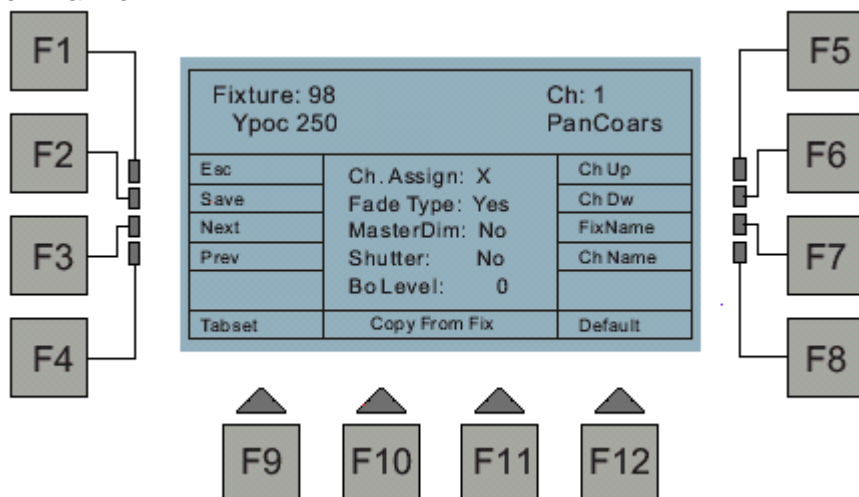 F1
F2
F3
F4
Fixture: 98 Ch: 1
Ypoc 250 PanCoars
Esc
Save
Next
Prev
Ch. Assign: X
Fade Type: Yes
MasterDim: No
Shutter: No
Bo Level: 0
Ch Up
Ch Dw
FixName
Ch Name
Tabset Copy From Fix Default
F5
F6
F7
F8
F9 F10 F11 F12